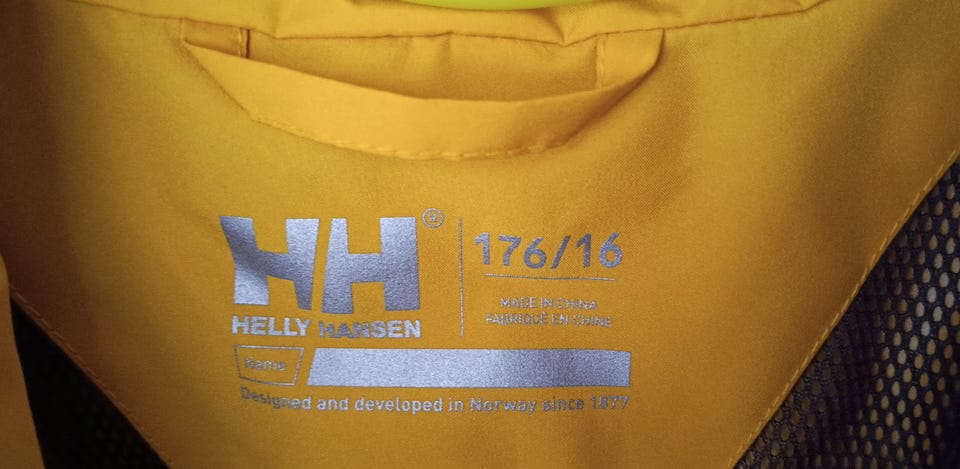 HH®
176/16
MADE IN CHINA
FABRIQUÉ EN CHINE
HELLY HANSEN
Name
Designed and developed in Norway since 1877